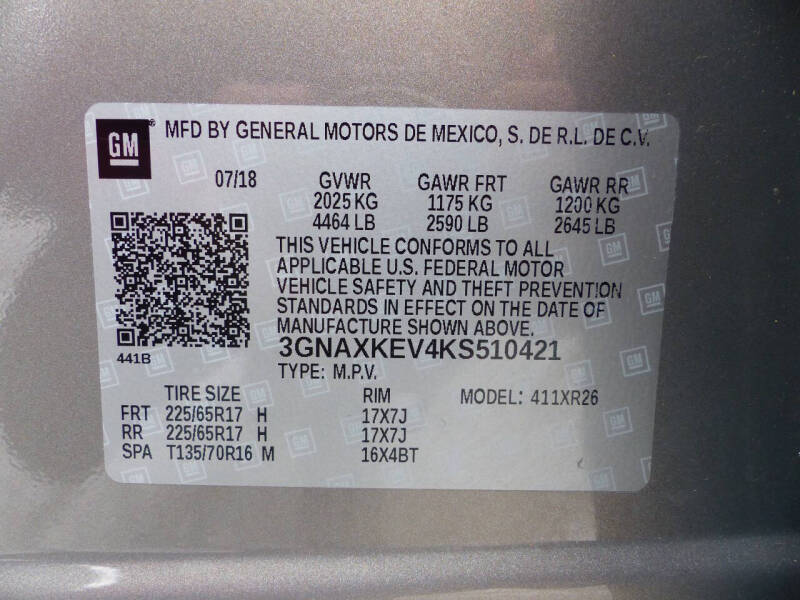 GM ® MFD BY GENERAL MOTORS DE MEXICO, S. DE R.L. DE C.V.
07/18 GVWR GAWR FRT GAWR RR
2025 KG 1175 KG 1200 KG
4464 LB 2590 LB 2645 LB
THIS VEHICLE CONFORMS TO ALL
APPLICABLE U.S. FEDERAL MOTOR
VEHICLE SAFETY AND THEFT PREVENTION
STANDARDS IN EFFECT ON THE DATE OF
MANUFACTURE SHOWN ABOVE.
441B 3GNAXKEV4KS510421
TYPE: M.P.V.
TIRE SIZE RIM MODEL: 411XR26
FRT 225/65R17 H 17X7J
RR 225/65R17 H 17X7J
SPA T135/70R16 M 16X4BT